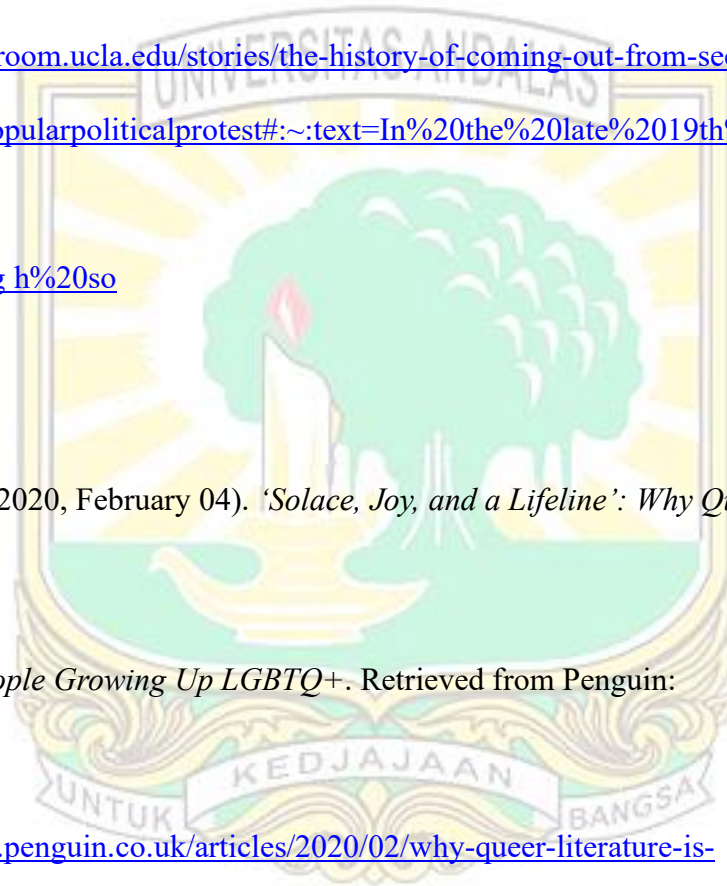 UNIVERSITAS ANDALAS
room.ucla.edu/stories/the-history-of-coming-out-from-sec
opularpoliticalprotest#:~:text=In%20the%20late%2019th%
g h%20so
2020, February 04). ‘Solace, Joy, and a Lifeline’: Why Qu
ople Growing Up LGBTQ+. Retrieved from Penguin:
KEDJAJAAN
UNTUK BANGSA
.penguin.co.uk/articles/2020/02/why-queer-literature-is-